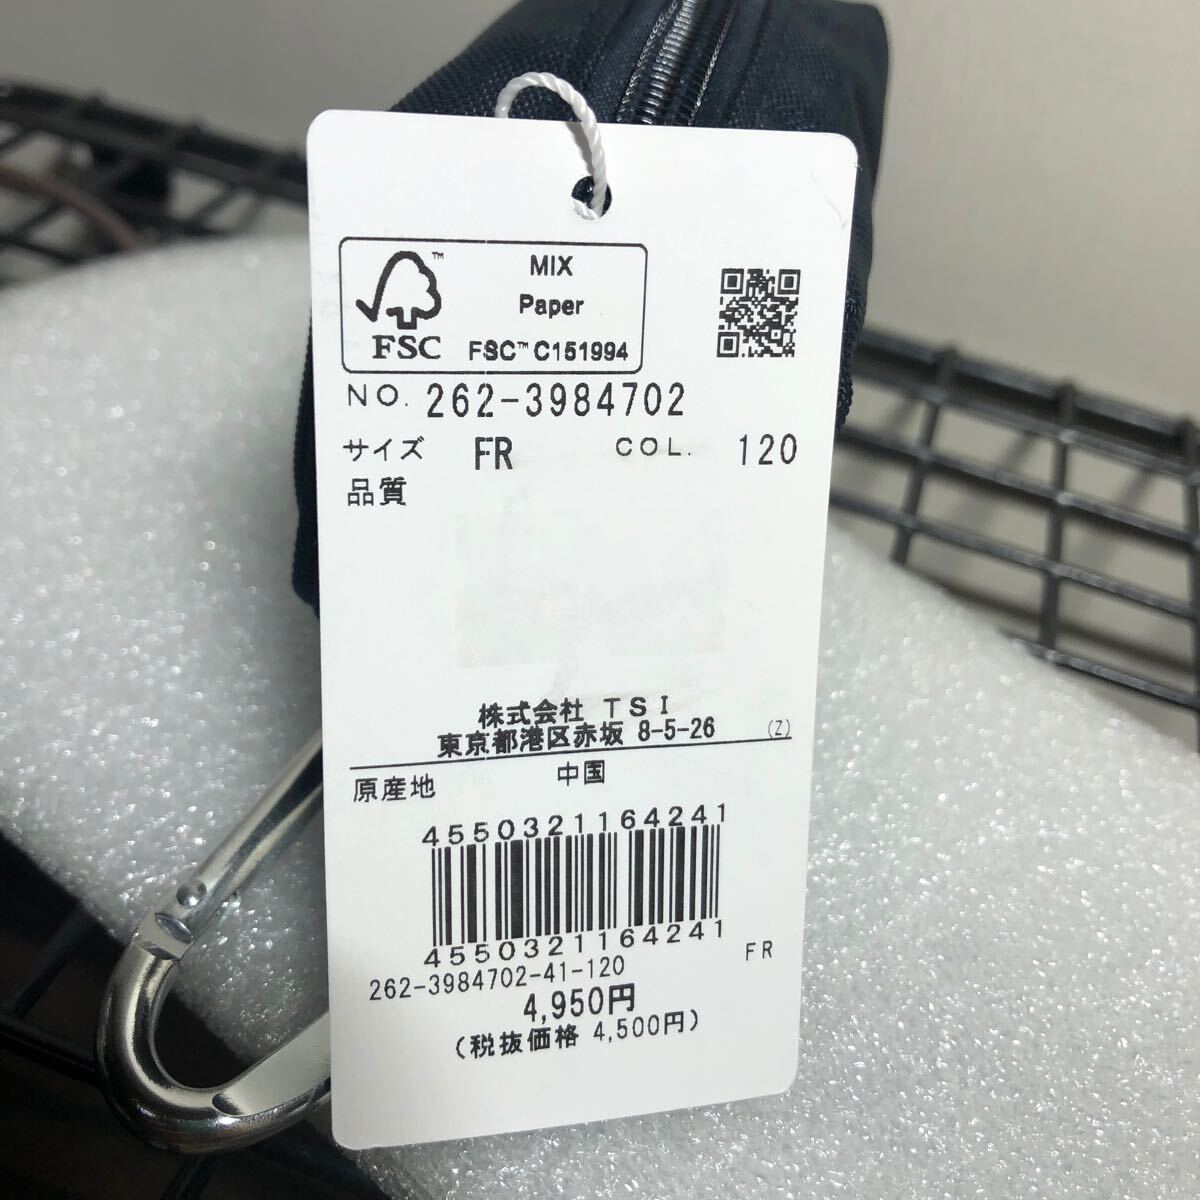 MIX
Paper
FSC™ C151994
FSC™
NO. 262-3984702
サイズ FR COL. 120
品質
株式会社 TSI
東京都港区赤坂 8-5-26 (Z)
原産地 中国
4550321164241
4550321164241
262-3984702-41-120 FR
4,950円
(税抜価格 4,500円)